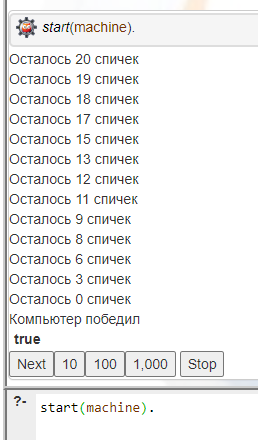 start(machine).
Осталось 20 спичек
Осталось 19 спичек
Осталось 18 спичек
Осталось 17 спичек
Осталось 15 спичек
Осталось 13 спичек
Осталось 12 спичек
Осталось 11 спичек
Осталось 9 спичек
Осталось 8 спичек
Осталось 6 спичек
Осталось 3 спичек
Осталось 0 спичек
Компьютер победил
true
Next 10 100 1,000 Stop
?- start(machine).